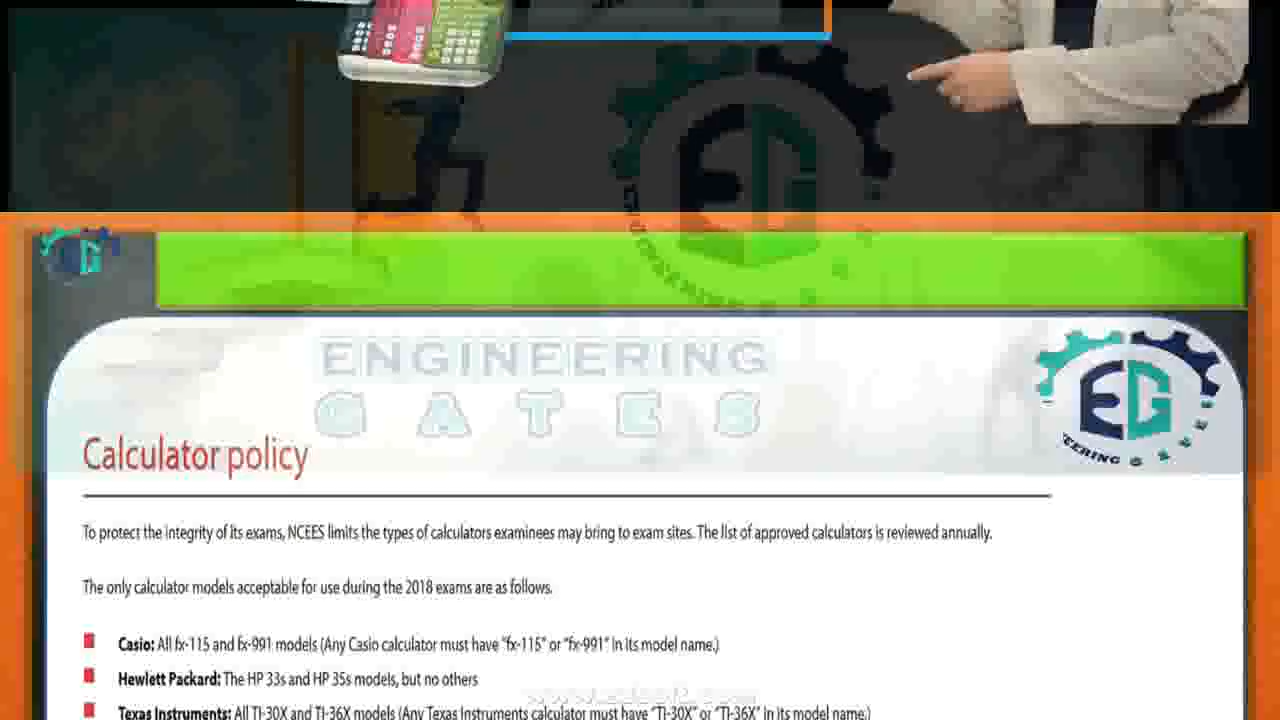 EG
EG
ENGINEERING
GATES
EG
TERING G
Calculator policy
To protect the integrity of its exams, NCEES limits the types of calculators examinees may bring to exam sites. The list of approved calculators is reviewed annually.
The only calculator models acceptable for use during the 2018 exams are as follows.
Casio: All fx-115 and fx-991 models (Any Casio calculator must have "fx-115" or "fx-991" in its model name.)
Hewlett Packard: The HP 33s and HP 35s models, but no others
Texas Instruments: All TI-30X and TI-36X models (Any Texas Instruments calculator must have "TI-30X" or "TI-36X" in its model name.)